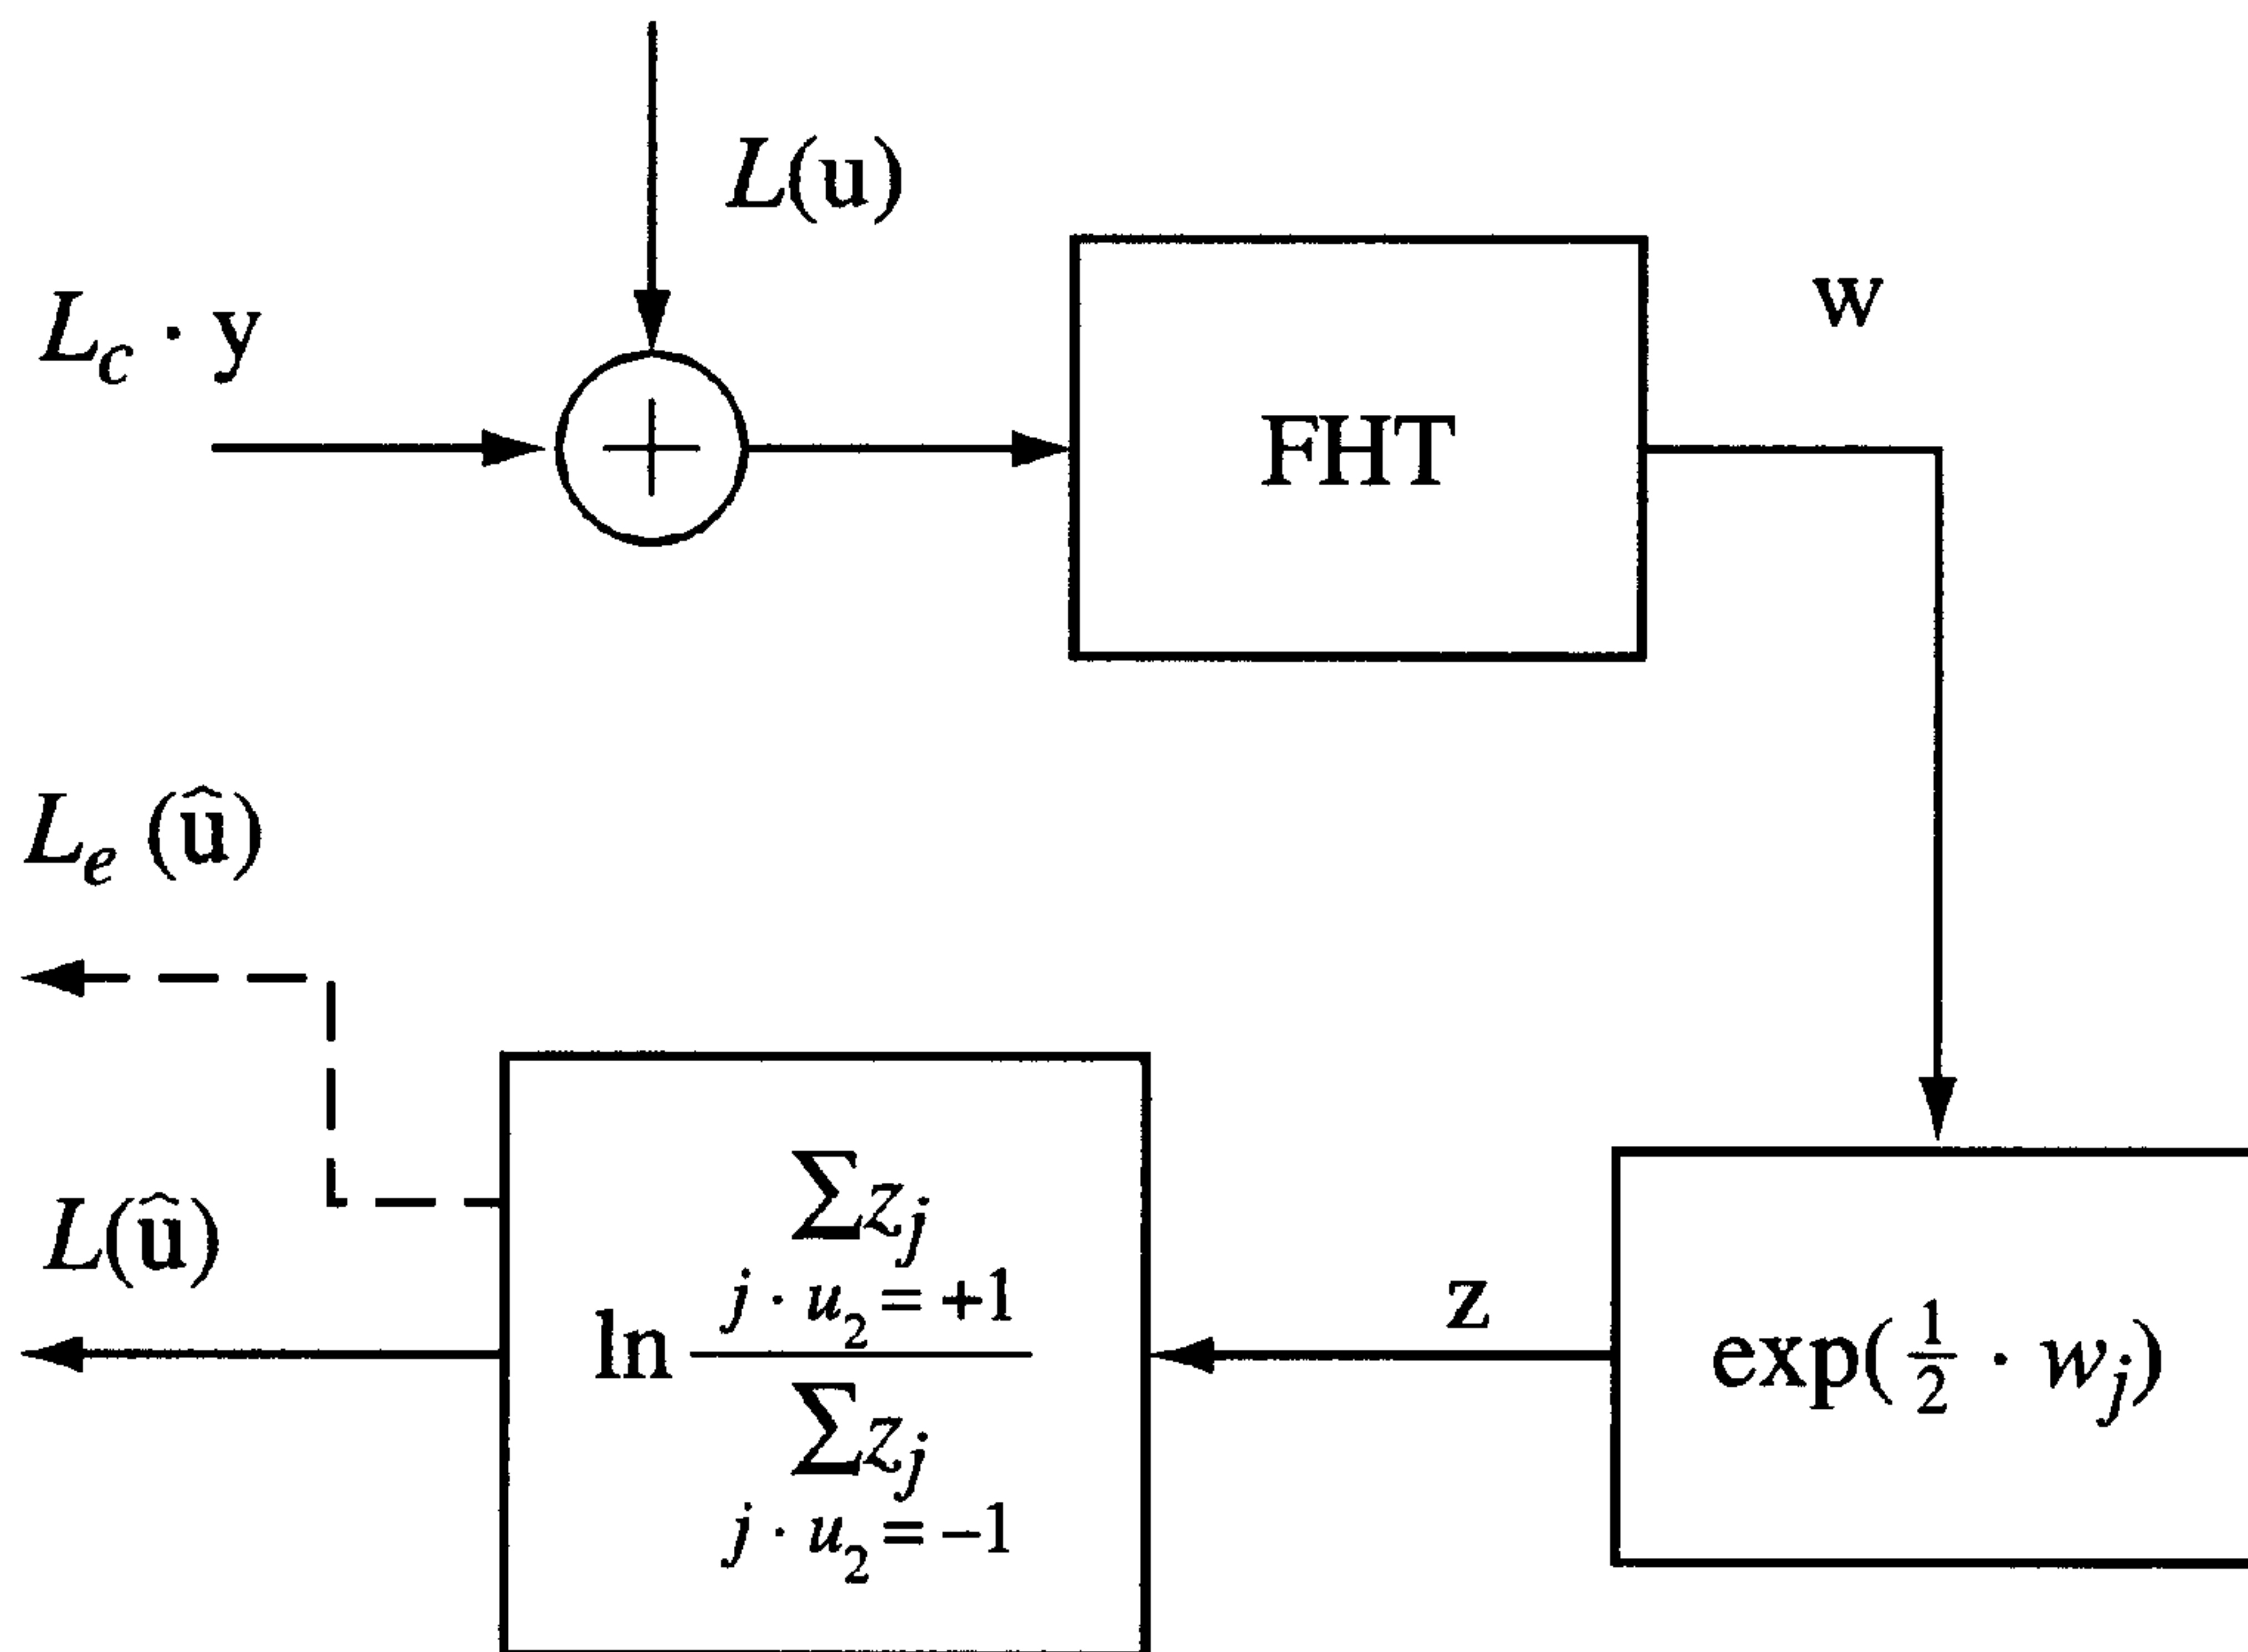 L(u)
L_c · y
w
FHT
L_e (û)
L(û)
ln
∑z_j
j · u_2 = +1
∑z_j
j · u_2 = −1
z
exp(1/2 · w_j)